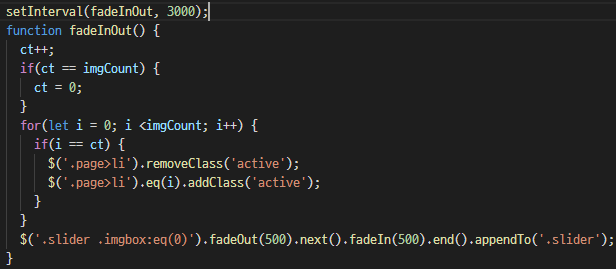 setInterval(fadeInOut, 3000);
function fadeInOut() {
  ct++;
  if(ct == imgCount) {
    ct = 0;
  }
  for(let i = 0; i <imgCount; i++) {
    if(i == ct) {
      $('.page>li').removeClass('active');
      $('.page>li').eq(i).addClass('active');
    }
  }
  $('.slider .imgbox:eq(0)').fadeOut(500).next().fadeIn(500).end().appendTo('.slider');
}